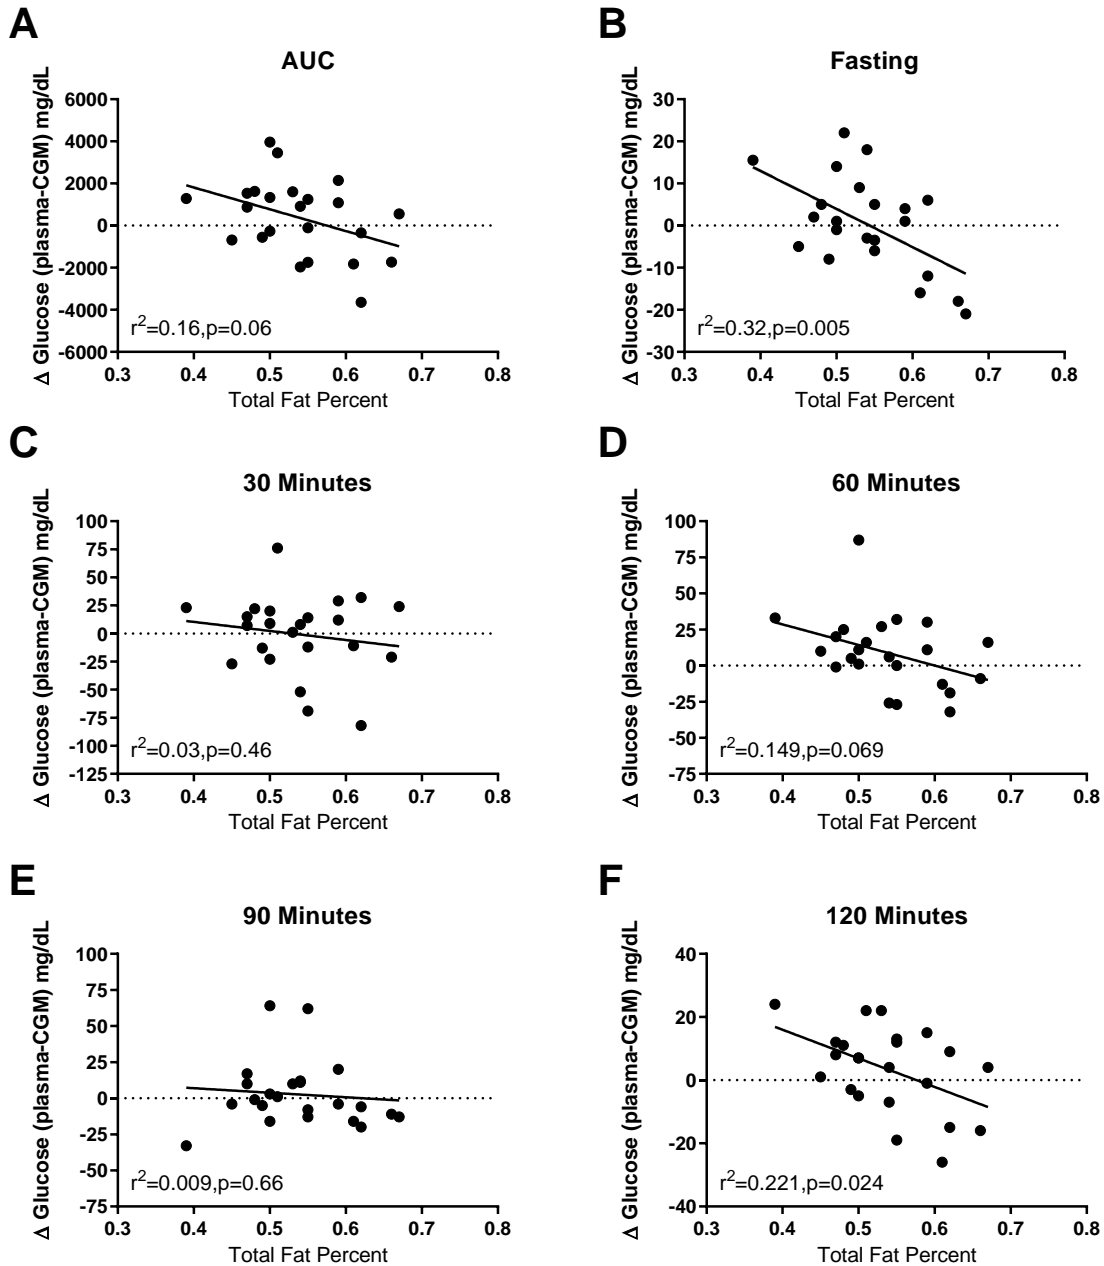 A
AUC
Δ Glucose (plasma-CGM) mg/dL
6000
4000
2000
0
-2000
-4000
-6000
r²=0.16,p=0.06
0.3 0.4 0.5 0.6 0.7 0.8
Total Fat Percent
B
Fasting
Δ Glucose (plasma-CGM) mg/dL
30
20
10
0
-10
-20
-30
r²=0.32,p=0.005
0.3 0.4 0.5 0.6 0.7 0.8
Total Fat Percent
C
30 Minutes
Δ Glucose (plasma-CGM) mg/dL
100
75
50
25
0
-25
-50
-75
-100
-125
r²=0.03,p=0.46
0.3 0.4 0.5 0.6 0.7 0.8
Total Fat Percent
D
60 Minutes
Δ Glucose (plasma-CGM) mg/dL
100
75
50
25
0
-25
-50
-75
r²=0.149,p=0.069
0.3 0.4 0.5 0.6 0.7 0.8
Total Fat Percent
E
90 Minutes
Δ Glucose (plasma-CGM) mg/dL
100
75
50
25
0
-25
-50
-75
r²=0.009,p=0.66
0.3 0.4 0.5 0.6 0.7 0.8
Total Fat Percent
F
120 Minutes
Δ Glucose (plasma-CGM) mg/dL
40
20
0
-20
-40
r²=0.221,p=0.024
0.3 0.4 0.5 0.6 0.7 0.8
Total Fat Percent